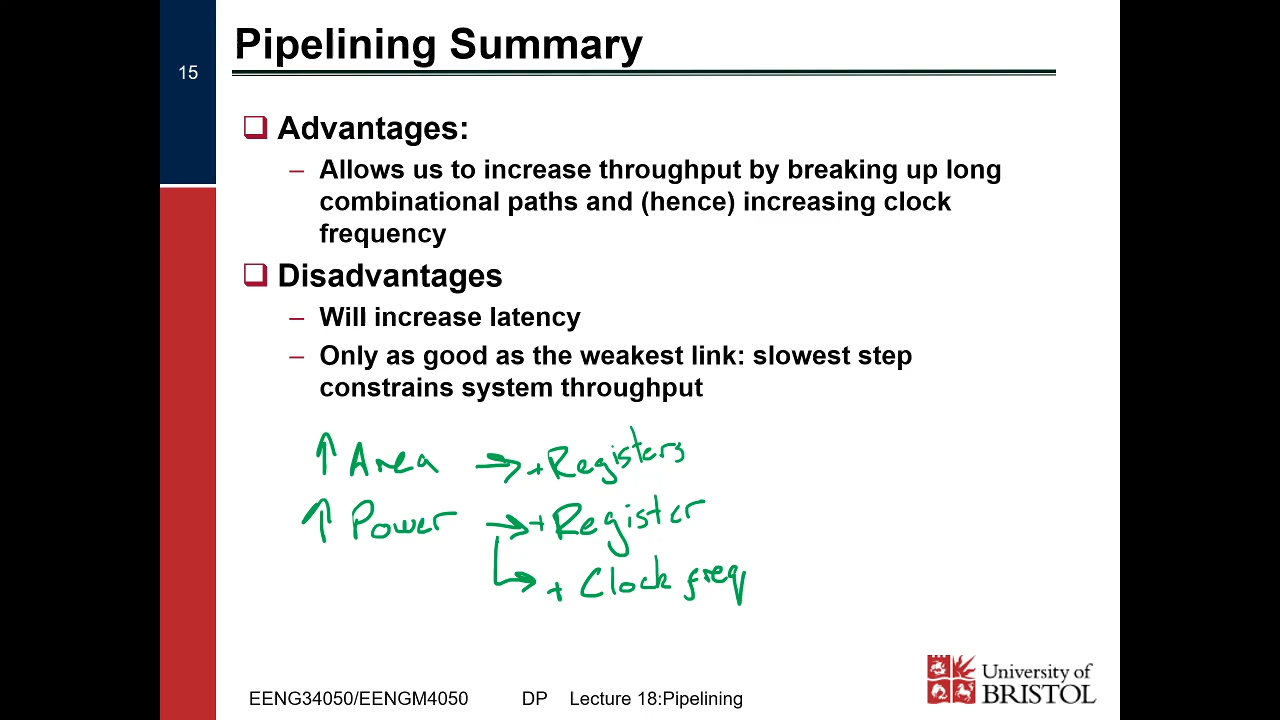 Pipelining Summary
15
Advantages:
– Allows us to increase throughput by breaking up long
combinational paths and (hence) increasing clock
frequency
Disadvantages
– Will increase latency
– Only as good as the weakest link: slowest step
constrains system throughput
↑ Area → + Registers
↑ Power → + Register
↳ + Clock freq
University of
BRISTOL
EENG34050/EENGM4050 DP Lecture 18:Pipelining